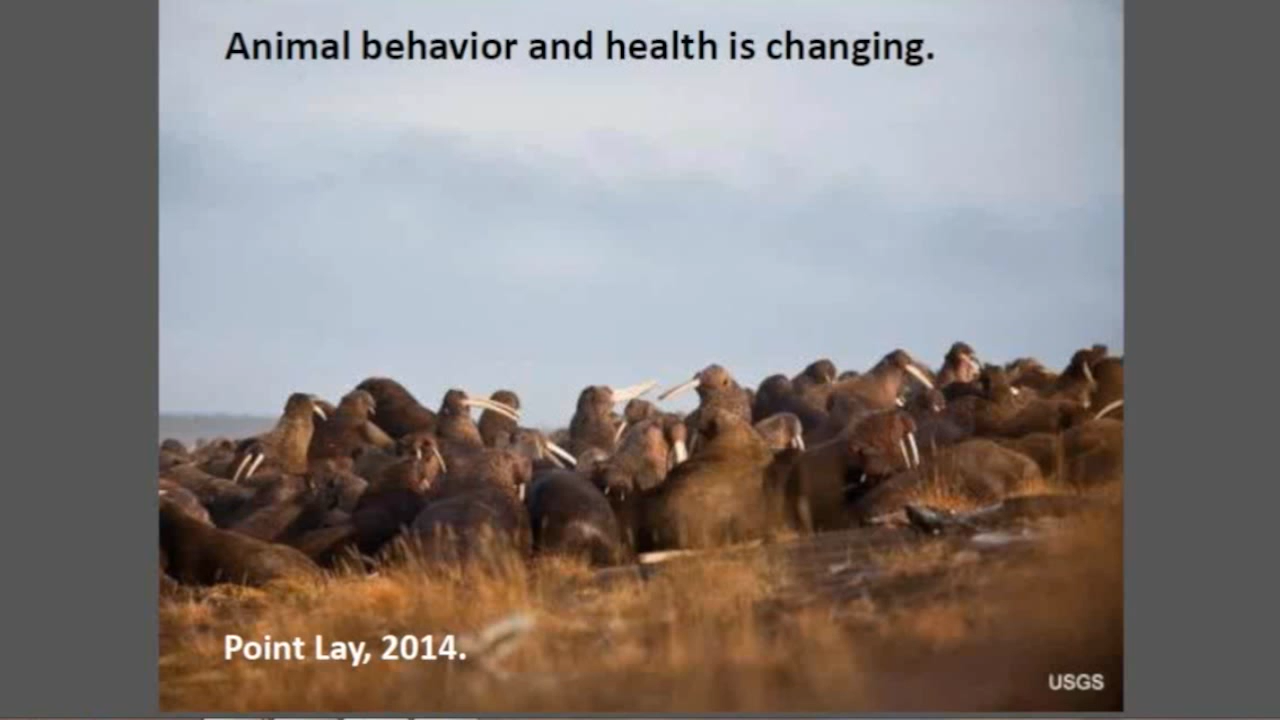 Animal behavior and health is changing.
Point Lay, 2014.
USGS